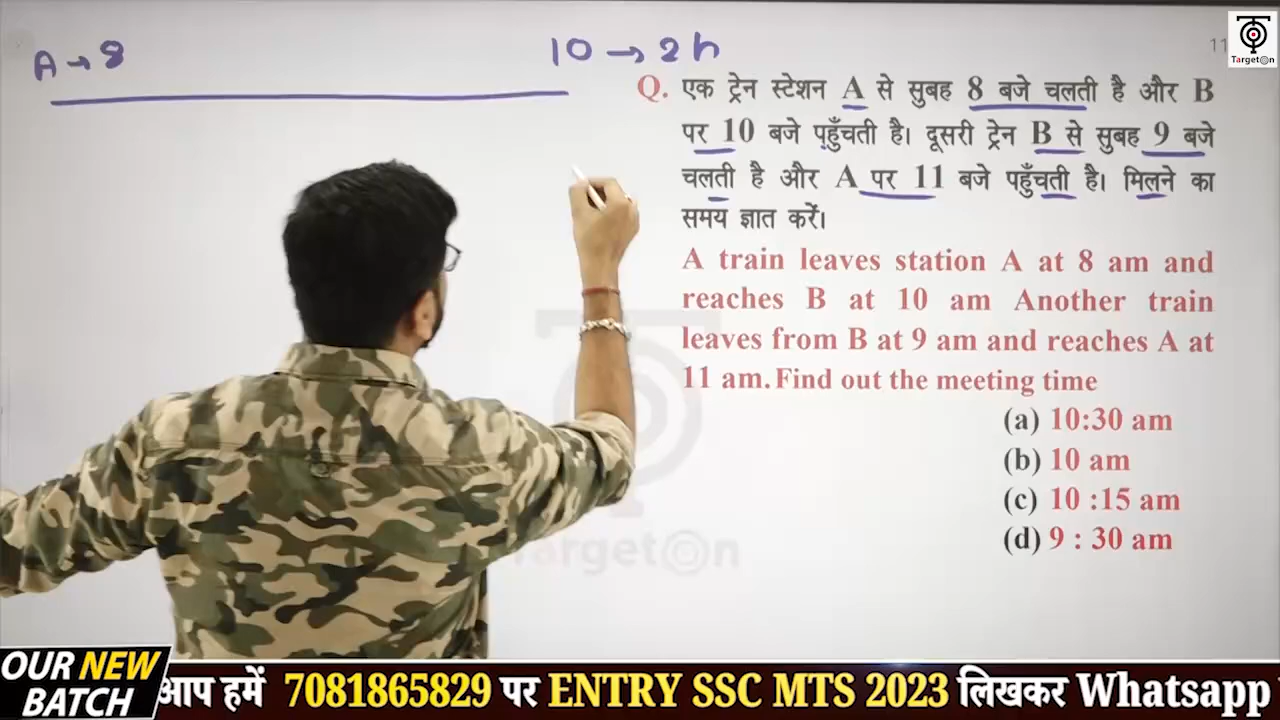 A → 8
10 → 2 h
11
Target
Q. एक ट्रेन स्टेशन A से सुबह 8 बजे चलती है और B
पर 10 बजे पहुँचती है। दूसरी ट्रेन B से सुबह 9 बजे
चलती है और A पर 11 बजे पहुँचती है। मिलने का
समय ज्ञात करें।
A train leaves station A at 8 am and
reaches B at 10 am Another train
leaves from B at 9 am and reaches A at
11 am. Find out the meeting time
(a) 10:30 am
(b) 10 am
(c) 10 :15 am
(d) 9 : 30 am
TargetOn
OUR NEW
BATCH
आप हमें 7081865829 पर ENTRY SSC MTS 2023 लिखकर Whatsapp